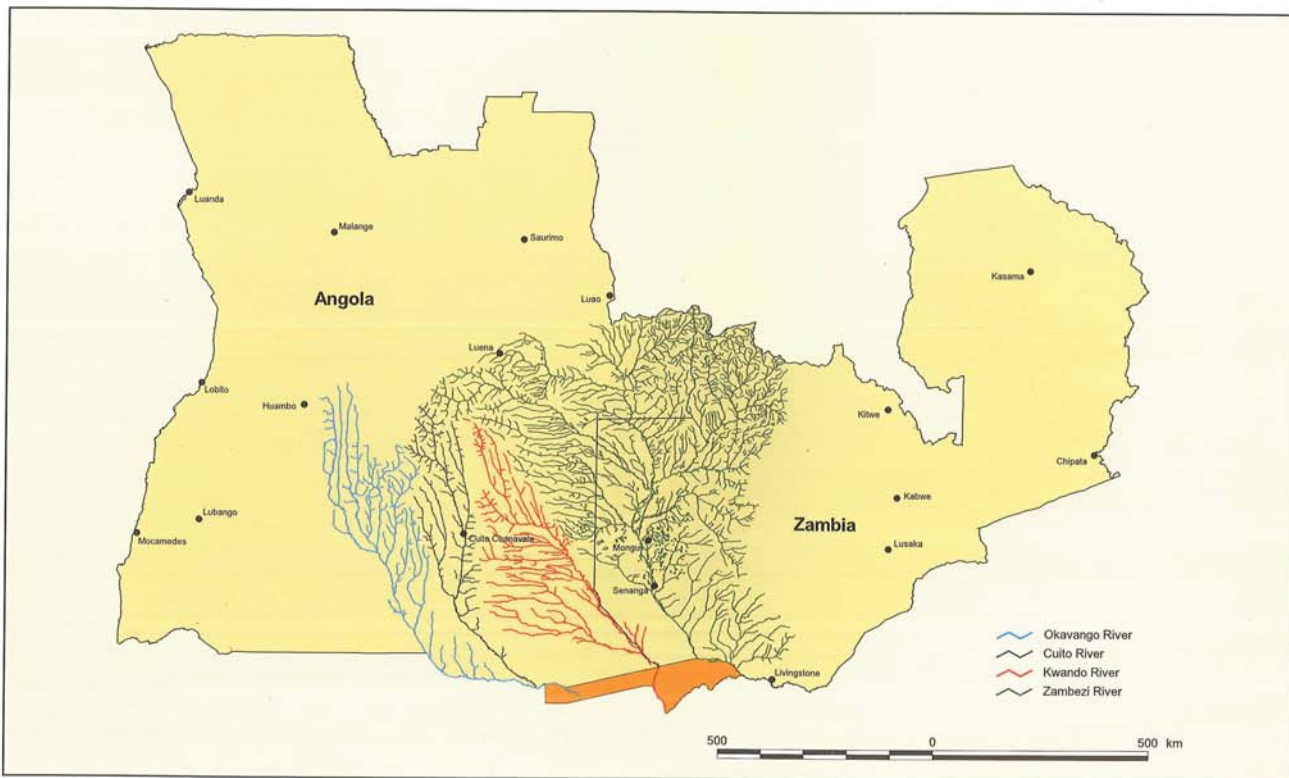 Luanda
Malange
Saurimo
Kasama
Angola
Luao
Luena
Lobito
Huambo
Kitwe
Chipata
Kabwe
Lubango
Zambia
Mocamedes
Cuito Cuanavale
Mongu
Lusaka
Senanga
Okavango River
Cuito River
Kwando River
Zambezi River
Livingstone
500 0 500 km